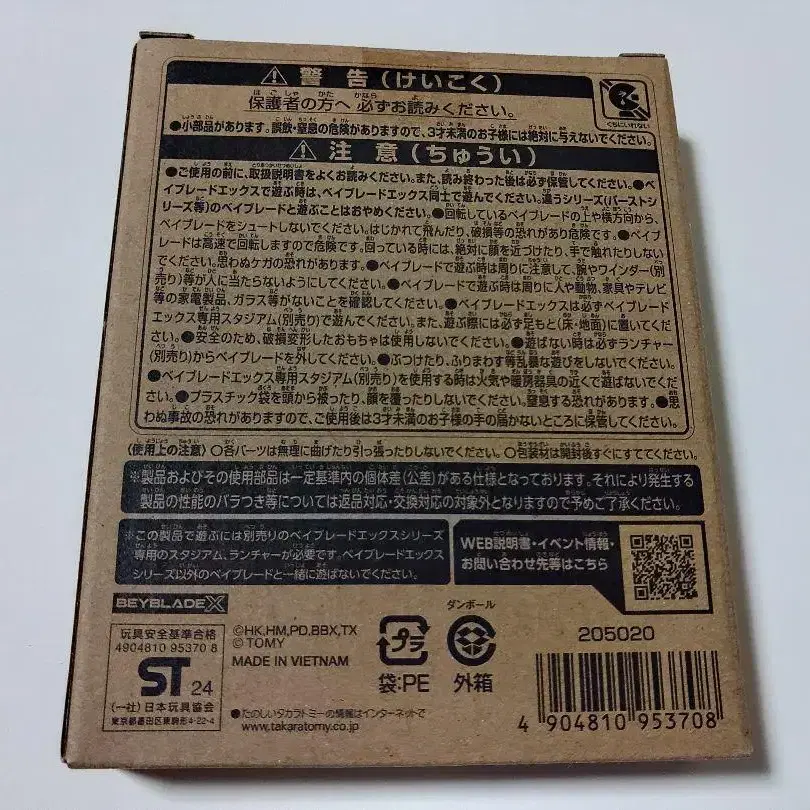 ⚠ 警告(けいこく)
保護者の方へ 必ずお読みください。
●小部品があります。誤飲・窒息の危険がありますので、3才未満のお子様には絶対に与えないでください。
くちにいれない
⚠ 注意(ちゅうい)
●ご使用の前に、取扱説明書をよくお読みください。また、読み終わった後は必ず保管してください。●ベ
イブレードエックスで遊ぶ時は、ベイブレードエックス同士で遊んでください。違うシリーズ(バーストシ
リーズ等)のベイブレードと遊ぶことはおやめください。●回転しているベイブレードの上や横方向から、
ベイブレードをシュートしないでください。はじかれて飛んだり、破損等の恐れがあり危険です。●ベイブ
レードは高速で回転しますので危険です。回っている時には、絶対に顔を近づけたり、手で触れたりしない
でください。思わぬケガの恐れがあります。●ベイブレードで遊ぶ時は周りに注意して、腕やワインダー(別
売り)等が人に当たらないようにしてください。●ベイブレードで遊ぶ時は周りに人や動物、家具やテレビ
等の家電製品、ガラス等がないことを確認してください。●ベイブレードエックスは必ずベイブレード
エックス専用スタジアム(別売り)で遊んでください。また、遊ぶ際には必ず足もと(床・地面)に置いてくだ
さい。●安全のため、破損変形したおもちゃは使用しないでください。●遊ばない時は必ずランチャー
(別売り)からベイブレードを外してください。●ぶつけたり、ふりまわす等乱暴な遊びをしないでください。
●ベイブレードエックス専用スタジアム(別売り)を使用する時は火気や暖房器具の近くで遊ばないでくだ
さい。●プラスチック袋を頭から被ったり、顔を覆ったりしないでください。窒息する恐れがあります。●思
わぬ事故の恐れがありますので、ご使用後は3才未満のお子様の手の届かないところに保管してください。
〈使用上の注意〉○各パーツは無理に曲げたり引っ張ったりしないでください。○包装材は開封後すぐにすててください。
※製品およびその使用部品は一定基準内の個体差(公差)がある仕様となっております。それにより発生する
製品の性能のバラつき等については返品対応・交換対応の対象外となりますので予めご了承ください。
※この製品で遊ぶには別売りのベイブレードエックスシリーズ
専用のスタジアム、ランチャーが必要です。ベイブレードエックス
シリーズ以外のベイブレードと一緒に遊ばないでください。
WEB説明書・イベント情報・
お問い合わせ先等はこちら
BEYBLADE X
玩具安全基準合格
4904810 95370 8
ST 24
(一社)日本玩具協会
東京都墨田区東駒形4-22-4
©HK,HM,PD,BBX,TX
© TOMY
MADE IN VIETNAM
●たのしいタカラトミーの情報はインターネットで
www.takaratomy.co.jp
プラ
袋:PE
ダンボール
外箱
205020
4 904810 953708